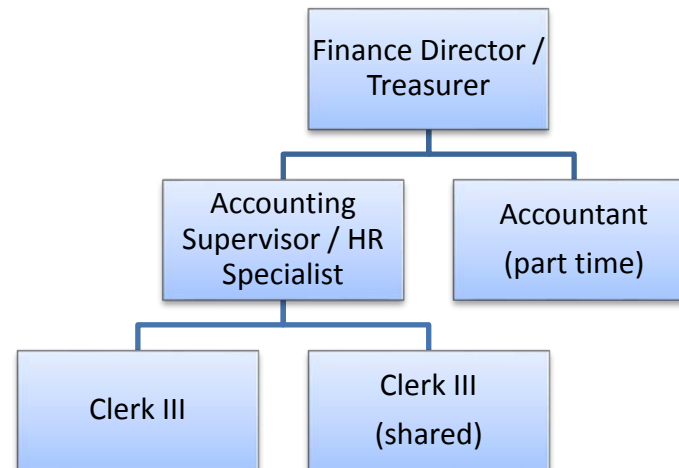 Finance Director /
Treasurer
Accounting
Supervisor / HR
Specialist
Accountant
(part time)
Clerk III
Clerk III
(shared)